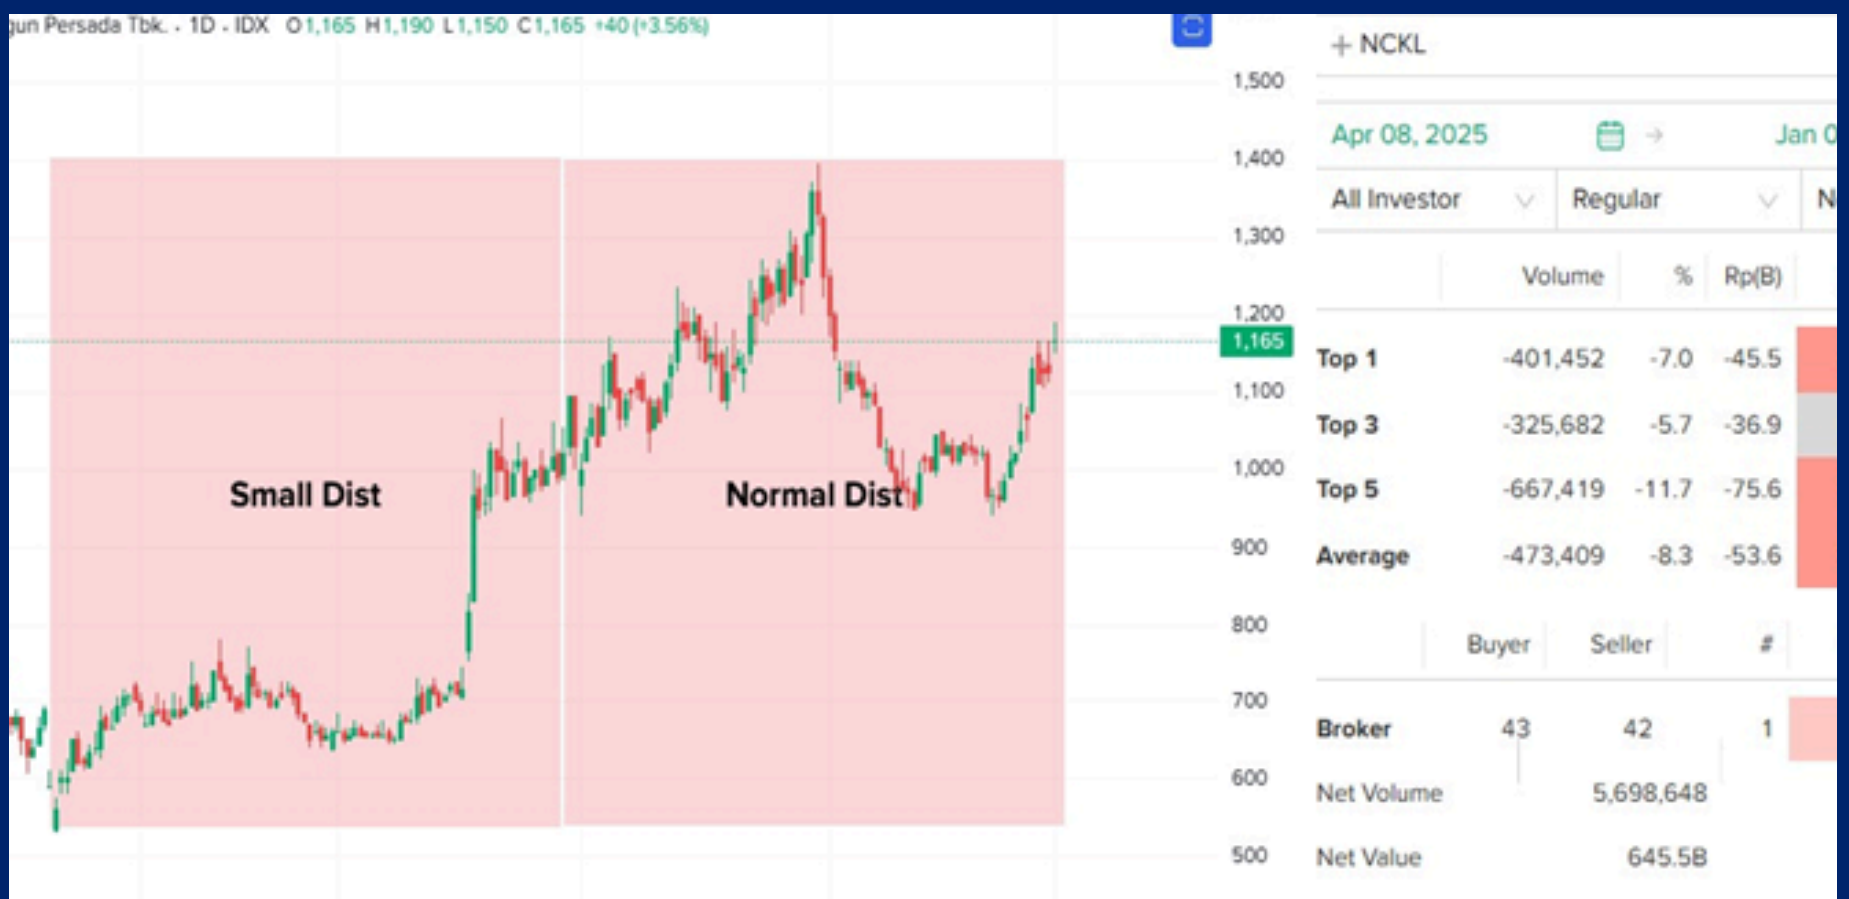 gun Persada Tbk. · 1D · IDX O1,165 H1,190 L1,150 C1,165 +40 (+3.56%)
1,500
1,400
1,300
1,200
1,165
1,100
1,000
900
800
700
600
500
Small Dist
Normal Dist
+ NCKL
Apr 08, 2025 → Jan 0
All Investor Regular N
Volume % Rp(B)
Top 1 -401,452 -7.0 -45.5
Top 3 -325,682 -5.7 -36.9
Top 5 -667,419 -11.7 -75.6
Average -473,409 -8.3 -53.6
Buyer Seller #
Broker 43 42 1
Net Volume 5,698,648
Net Value 645.5B